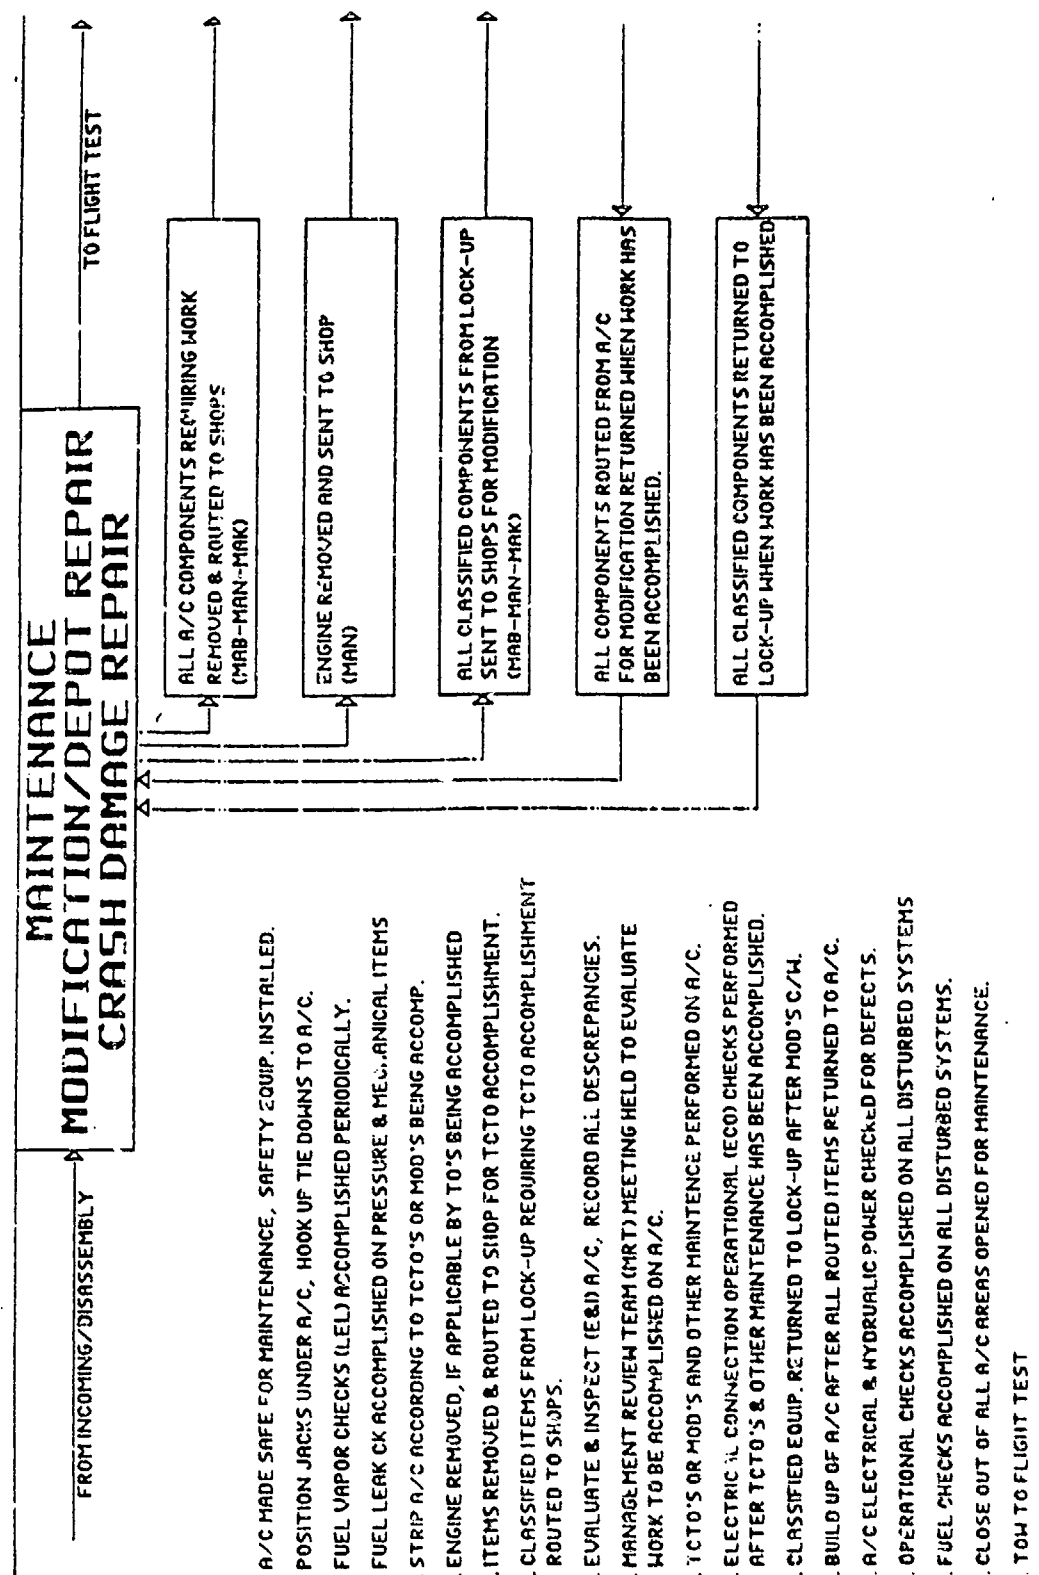 MAINTENANCE
MODIFICATION/DEPOT REPAIR
CRASH DAMAGE REPAIR
FROM INCOMING/DISASSEMBLY
TO FLIGHT TEST
ALL A/C COMPONENTS REQUIRING WORK
REMOVED & ROUTED TO SHOPS
(MAB-MAN-MAK)
ENGINE REMOVED AND SENT TO SHOP
(MAN)
ALL CLASSIFIED COMPONENTS FROM LOCK-UP
SENT TO SHOPS FOR MODIFICATION
(MAB-MAN-MAK)
ALL COMPONENTS ROUTED FROM A/C
FOR MODIFICATION RETURNED WHEN WORK HAS
BEEN ACCOMPLISHED.
ALL CLASSIFIED COMPONENTS RETURNED TO
LOCK-UP WHEN WORK HAS BEEN ACCOMPLISHED
A/C MADE SAFE FOR MAINTENANCE, SAFETY EQUIP. INSTALLED.
POSITION JACKS UNDER A/C, HOOK UP TIE DOWNS TO A/C.
FUEL VAPOR CHECKS (LEL) ACCOMPLISHED PERIODICALLY.
FUEL LEAK CK ACCOMPLISHED ON PRESSURE & MECHANICAL ITEMS
STRIP A/C ACCORDING TO TCTO'S OR MOD'S BEING ACCOMP.
. ENGINE REMOVED, IF APPLICABLE BY TO'S BEING ACCOMPLISHED
. ITEMS REMOVED & ROUTED TO SHOP FOR TCTO ACCOMPLISHMENT.
. CLASSIFIED ITEMS FROM LOCK-UP REQUIRING TCTO ACCOMPLISHMENT
ROUTED TO SHOPS.
. EVALUATE & INSPECT (E&I) A/C, RECORD ALL DESCREPANCIES.
. MANAGEMENT REVIEW TEAM (MRT) MEETING HELD TO EVALUATE
WORK TO BE ACCOMPLISHED ON A/C.
. TCTO'S OR MOD'S AND OTHER MAINTENCE PERFORMED ON A/C.
. ELECTRICAL CONNECTION OPERATIONAL (ECO) CHECKS PERFORMED
AFTER TCTO'S & OTHER MAINTENANCE HAS BEEN ACCOMPLISHED.
. CLASSIFIED EQUIP. RETURNED TO LOCK-UP AFTER MOD'S C/W.
. BUILD UP OF A/C AFTER ALL ROUTED ITEMS RETURNED TO A/C.
. A/C ELECTRICAL & HYDRUALIC POWER CHECKED FOR DEFECTS.
. OPERATIONAL CHECKS ACCOMPLISHED ON ALL DISTURBED SYSTEMS
. FUEL CHECKS ACCOMPLISHED ON ALL DISTURBED SYSTEMS.
. CLOSE OUT OF ALL A/C AREAS OPENED FOR MAINTENANCE.
. TOW TO FLIGHT TEST